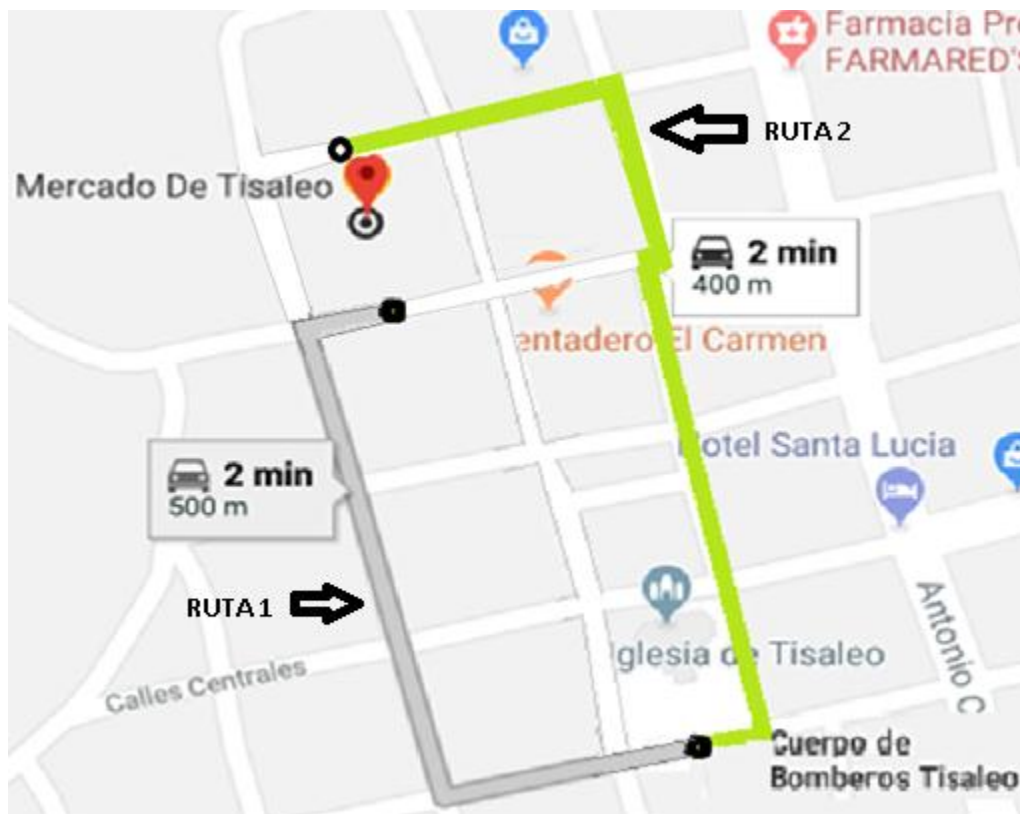 Farmacia Pr
FARMARED'S
RUTA 2
Mercado De Tisaleo
2 min
400 m
entadero El Carmen
Hotel Santa Lucia
2 min
500 m
RUTA 1
Antonio C
Iglesia de Tisaleo
Calles Centrales
Cuerpo de
Bomberos Tisaleo